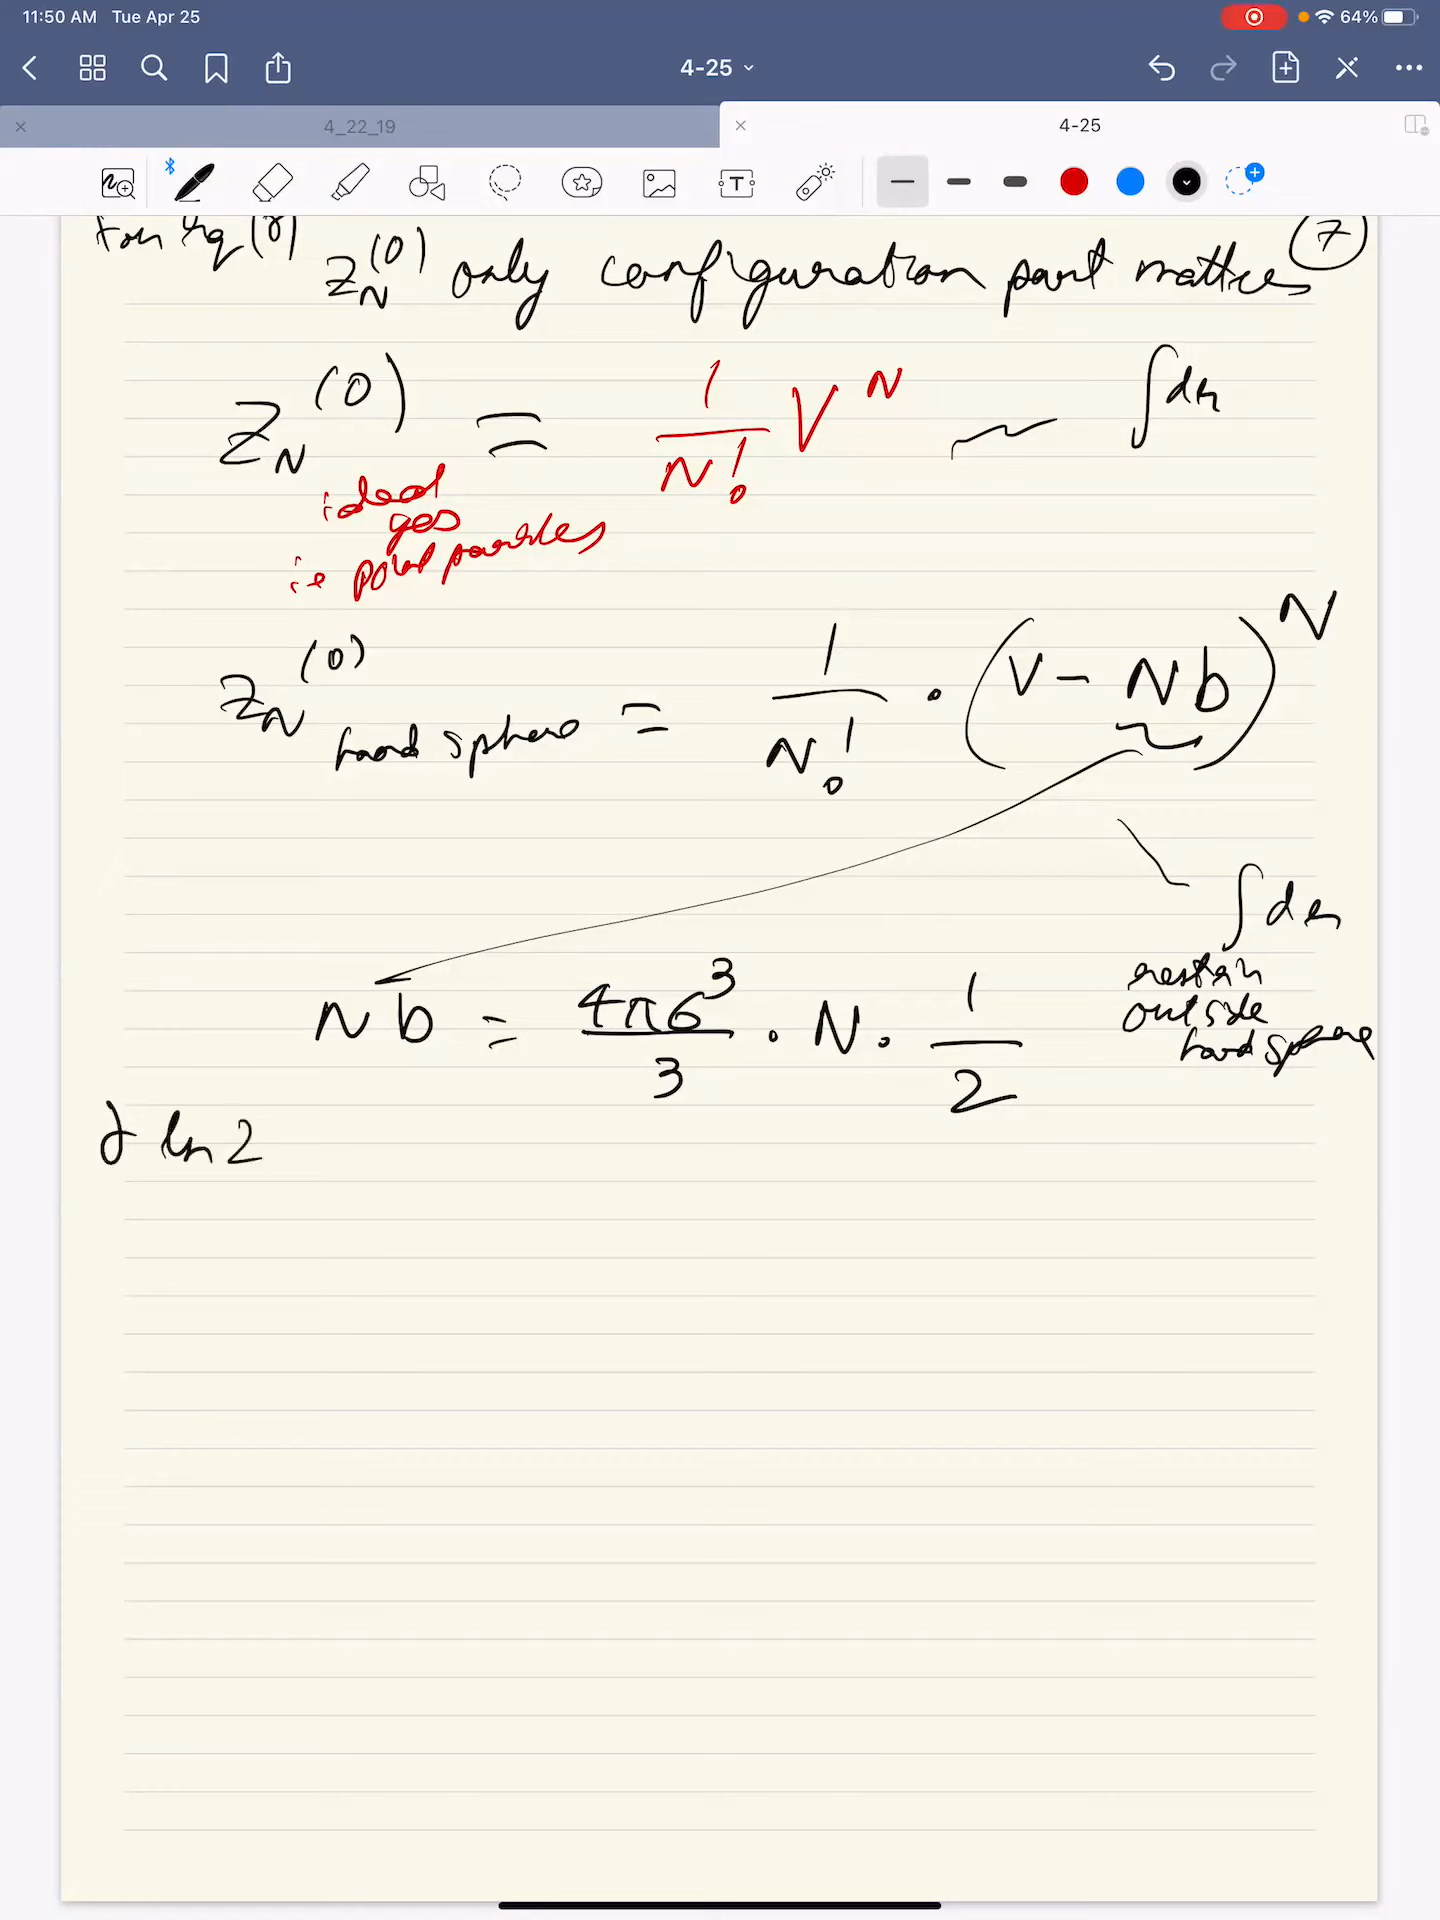 11:50 AM Tue Apr 25 64%
4-25
4_22_19 4-25
For Eq (8) Z_N^(0) only configuration part matters (7)
Z_N^(0) = 1/N! V^N ∫dr
ideal
gas
i.e point particles
Z_N^(0) hard sphere = 1/N! · (V - Nb)^N
∫dr
Nb = 4πσ^3/3 · N · 1/2
outside
hard sphere
∂ ln Z